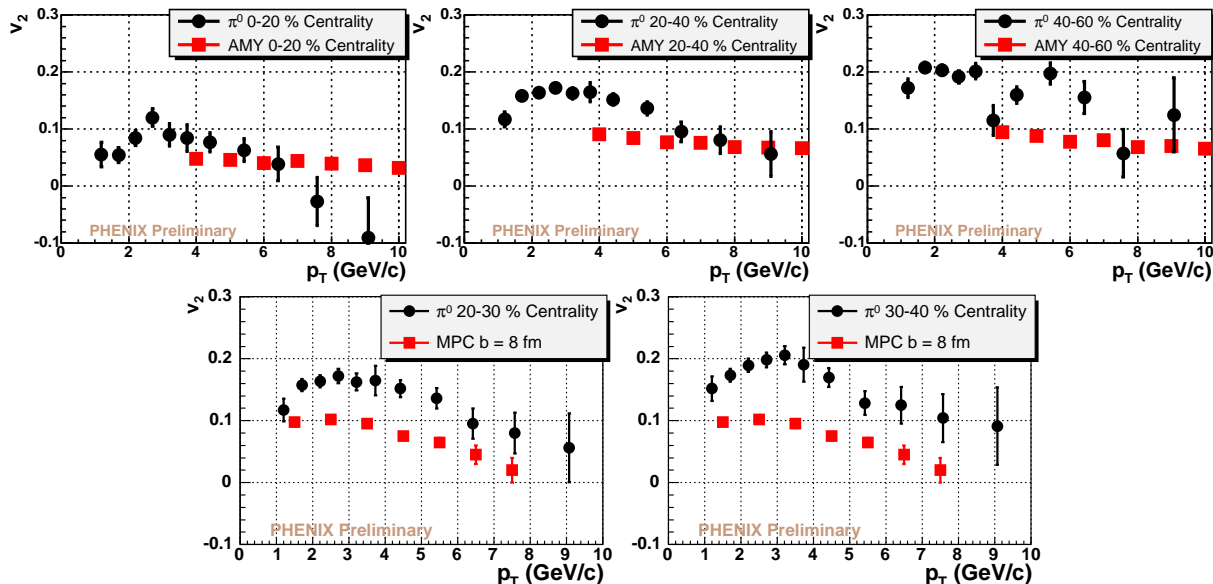 v₂
0.3
π⁰ 0-20 % Centrality
AMY 0-20 % Centrality
0.2
0.1
0
PHENIX Preliminary
-0.1
0 2 4 6 8 10
p_T (GeV/c)
v₂
0.3
π⁰ 20-40 % Centrality
AMY 20-40 % Centrality
0.2
0.1
0
PHENIX Preliminary
-0.1
0 2 4 6 8 10
p_T (GeV/c)
v₂
0.3
π⁰ 40-60 % Centrality
AMY 40-60 % Centrality
0.2
0.1
0
PHENIX Preliminary
-0.1
0 2 4 6 8 10
p_T (GeV/c)
v₂
0.3
π⁰ 20-30 % Centrality
MPC b = 8 fm
0.2
0.1
0
PHENIX Preliminary
-0.1
0 1 2 3 4 5 6 7 8 9 10
p_T (GeV/c)
v₂
0.3
π⁰ 30-40 % Centrality
MPC b = 8 fm
0.2
0.1
0
PHENIX Preliminary
-0.1
0 1 2 3 4 5 6 7 8 9 10
p_T (GeV/c)